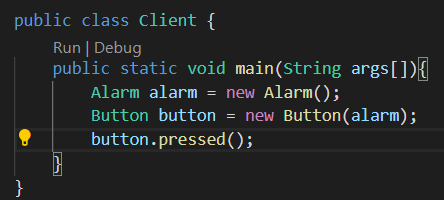 public class Client {
Run | Debug
public static void main(String args[]){
Alarm alarm = new Alarm();
Button button = new Button(alarm);
button.pressed();
}
}